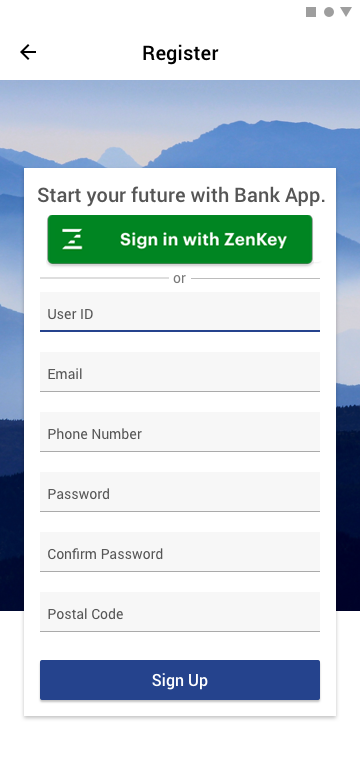 Register
Start your future with Bank App.
Sign in with ZenKey
or
User ID
Email
Phone Number
Password
Confirm Password
Postal Code
Sign Up